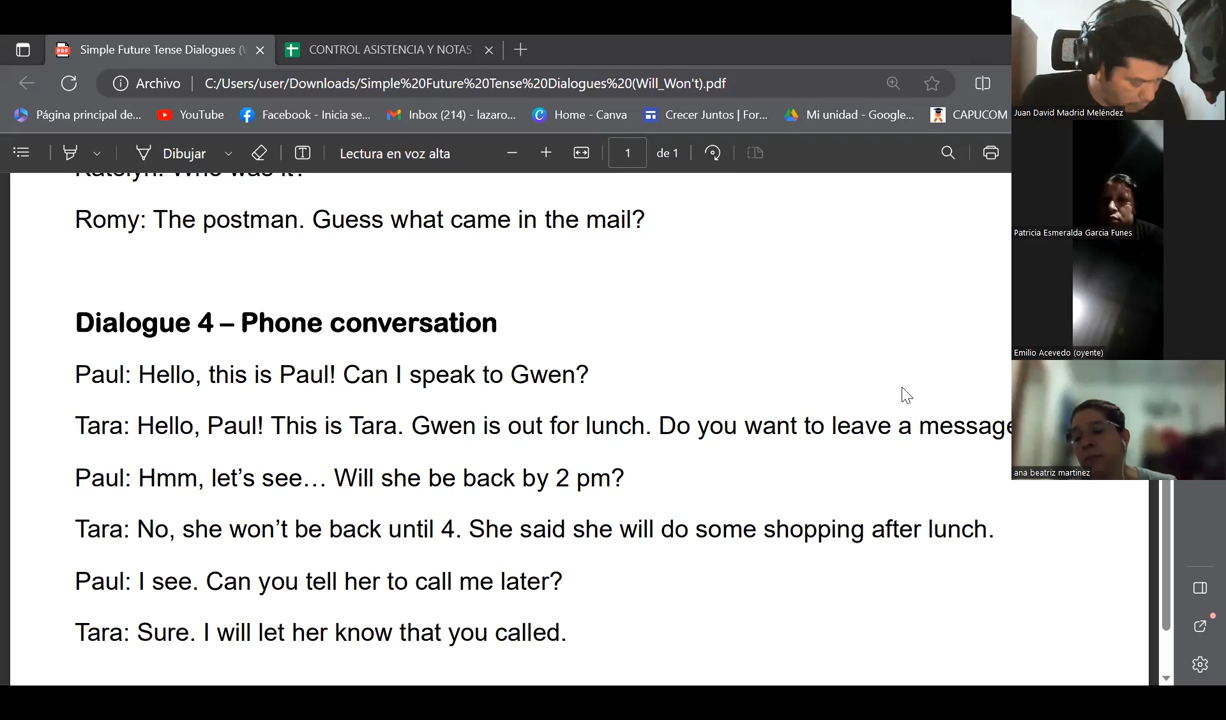 Simple Future Tense Dialogues (
CONTROL ASISTENCIA Y NOTAS
Archivo
C:/Users/user/Downloads/Simple%20Future%20Tense%20Dialogues%20(Will_Won't).pdf
Página principal de...
YouTube
Facebook - Inicia se...
Inbox (214) - lazaro...
Home - Canva
Crecer Juntos | For...
Mi unidad - Google...
CAPUCOM
Dibujar
Lectura en voz alta
1
de 1
Katelyn: Who was it?
Romy: The postman. Guess what came in the mail?
Dialogue 4 – Phone conversation
Paul: Hello, this is Paul! Can I speak to Gwen?
Tara: Hello, Paul! This is Tara. Gwen is out for lunch. Do you want to leave a message
Paul: Hmm, let's see… Will she be back by 2 pm?
Tara: No, she won't be back until 4. She said she will do some shopping after lunch.
Paul: I see. Can you tell her to call me later?
Tara: Sure. I will let her know that you called.
Juan David Madrid Meléndez
Patricia Esmeralda Garcia Funes
Emilio Acevedo (oyente)
ana beatriz martinez